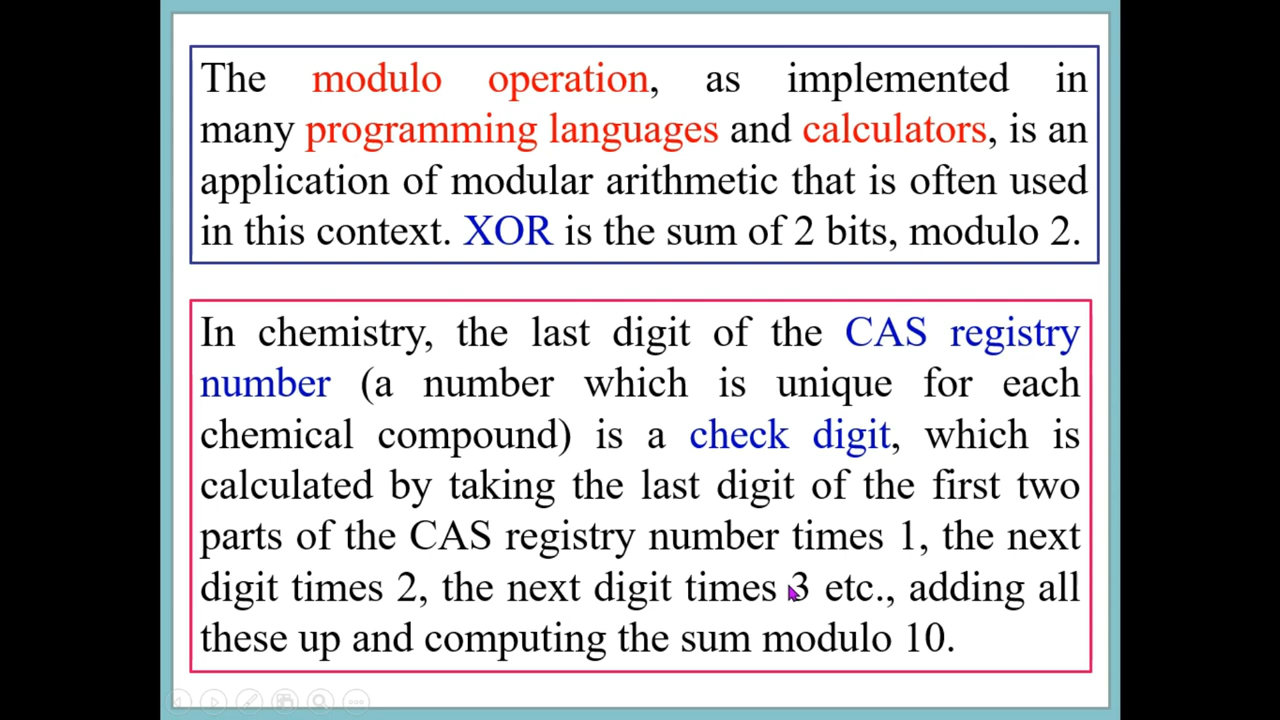 The modulo operation, as implemented in
many programming languages and calculators, is an
application of modular arithmetic that is often used
in this context. XOR is the sum of 2 bits, modulo 2.
In chemistry, the last digit of the CAS registry
number (a number which is unique for each
chemical compound) is a check digit, which is
calculated by taking the last digit of the first two
parts of the CAS registry number times 1, the next
digit times 2, the next digit times 3 etc., adding all
these up and computing the sum modulo 10.